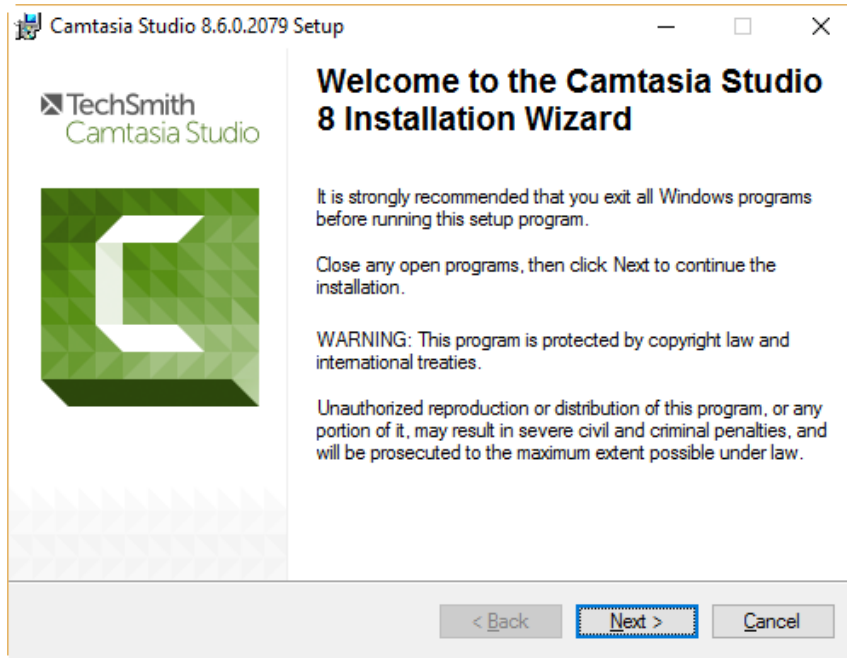 Camtasia Studio 8.6.0.2079 Setup
TechSmith
Camtasia Studio
Welcome to the Camtasia Studio
8 Installation Wizard
It is strongly recommended that you exit all Windows programs
before running this setup program.
Close any open programs, then click Next to continue the
installation.
WARNING: This program is protected by copyright law and
international treaties.
Unauthorized reproduction or distribution of this program, or any
portion of it, may result in severe civil and criminal penalties, and
will be prosecuted to the maximum extent possible under law.
< Back
Next >
Cancel